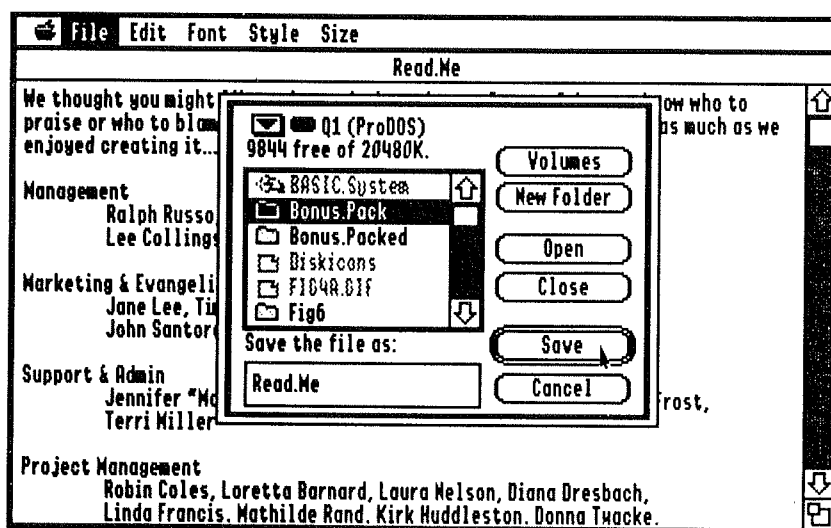 File Edit Font Style Size
Read.Me
We thought you might
ow who to
praise or who to blam
as much as we
enjoyed creating it...
Management
Ralph Russo
Lee Collings
Marketing & Evangeli
Jane Lee, Ti
John Santor
Support & Admin
Jennifer "Mo
Frost,
Terri Miller
Project Management
Robin Coles, Loretta Barnard, Laura Nelson, Diana Dresbach,
Linda Francis, Mathilde Rand, Kirk Huddleston, Donna
Q1 (ProDOS)
9844 free of 20480K.
BASIC.System
Bonus.Pack
Bonus.Packed
Diskicons
FIG4A.GIF
Fig6
Save the file as:
Read.Me
Volumes
New Folder
Open
Close
Save
Cancel